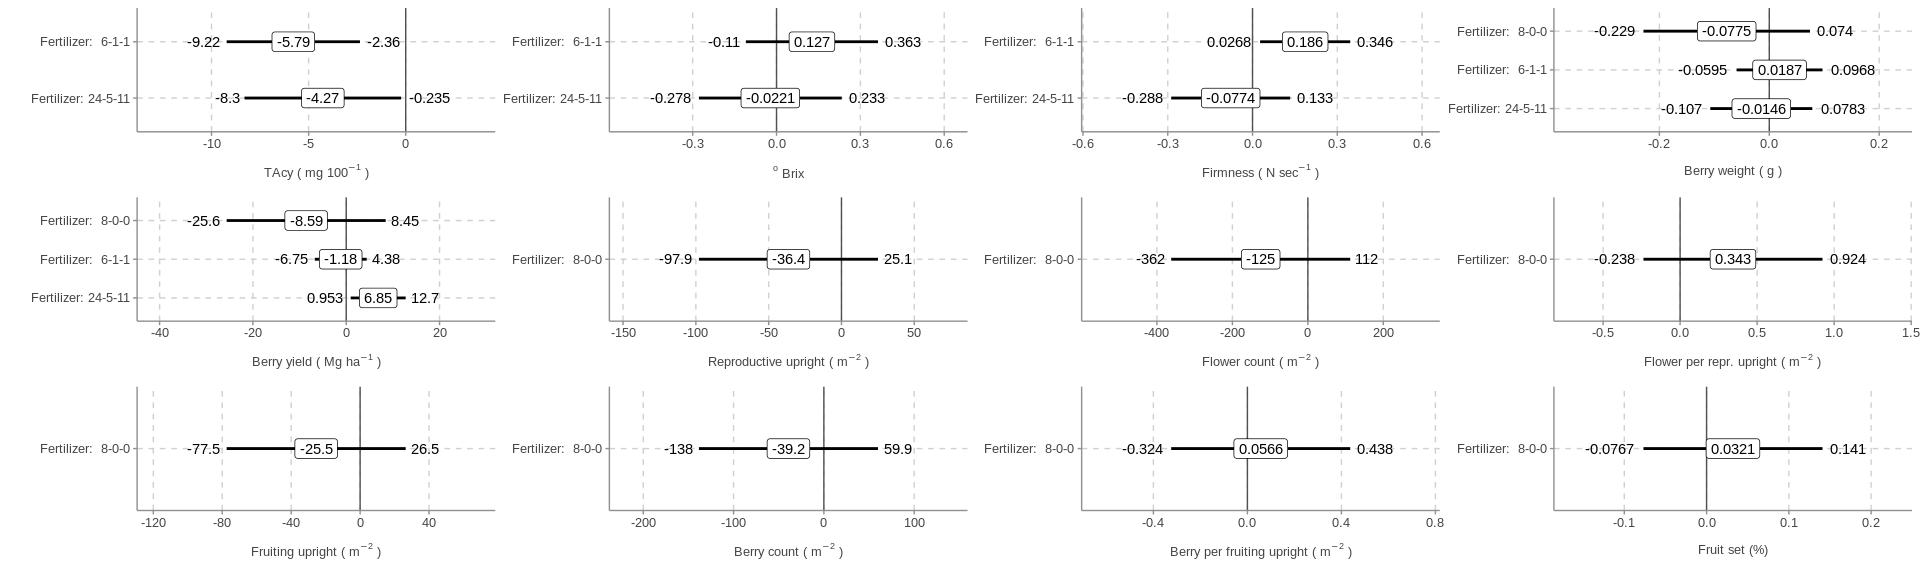 Fertilizer: 6-1-1 -9.22 -5.79 -2.36
Fertilizer: 24-5-11 -8.3 -4.27 -0.235
-10 -5 0
TAcy ( mg 100⁻¹ )
Fertilizer: 6-1-1 -0.11 0.127 0.363
Fertilizer: 24-5-11 -0.278 -0.0221 0.233
-0.3 0.0 0.3 0.6
° Brix
Fertilizer: 6-1-1 0.0268 0.186 0.346
Fertilizer: 24-5-11 -0.288 -0.0774 0.133
-0.6 -0.3 0.0 0.3 0.6
Firmness ( N sec⁻¹ )
Fertilizer: 8-0-0 -0.229 -0.0775 0.074
Fertilizer: 6-1-1 -0.0595 0.0187 0.0968
Fertilizer: 24-5-11 -0.107 -0.0146 0.0783
-0.2 0.0 0.2
Berry weight ( g )
Fertilizer: 8-0-0 -25.6 -8.59 8.45
Fertilizer: 6-1-1 -6.75 -1.18 4.38
Fertilizer: 24-5-11 0.953 6.85 12.7
-40 -20 0 20
Berry yield ( Mg ha⁻¹ )
Fertilizer: 8-0-0 -97.9 -36.4 25.1
-150 -100 -50 0 50
Reproductive upright ( m⁻² )
Fertilizer: 8-0-0 -362 -125 112
-400 -200 0 200
Flower count ( m⁻² )
Fertilizer: 8-0-0 -0.238 0.343 0.924
-0.5 0.0 0.5 1.0 1.5
Flower per repr. upright ( m⁻² )
Fertilizer: 8-0-0 -77.5 -25.5 26.5
-120 -80 -40 0 40
Fruiting upright ( m⁻² )
Fertilizer: 8-0-0 -138 -39.2 59.9
-200 -100 0 100
Berry count ( m⁻² )
Fertilizer: 8-0-0 -0.324 0.0566 0.438
-0.4 0.0 0.4 0.8
Berry per fruiting upright ( m⁻² )
Fertilizer: 8-0-0 -0.0767 0.0321 0.141
-0.1 0.0 0.1 0.2
Fruit set (%)